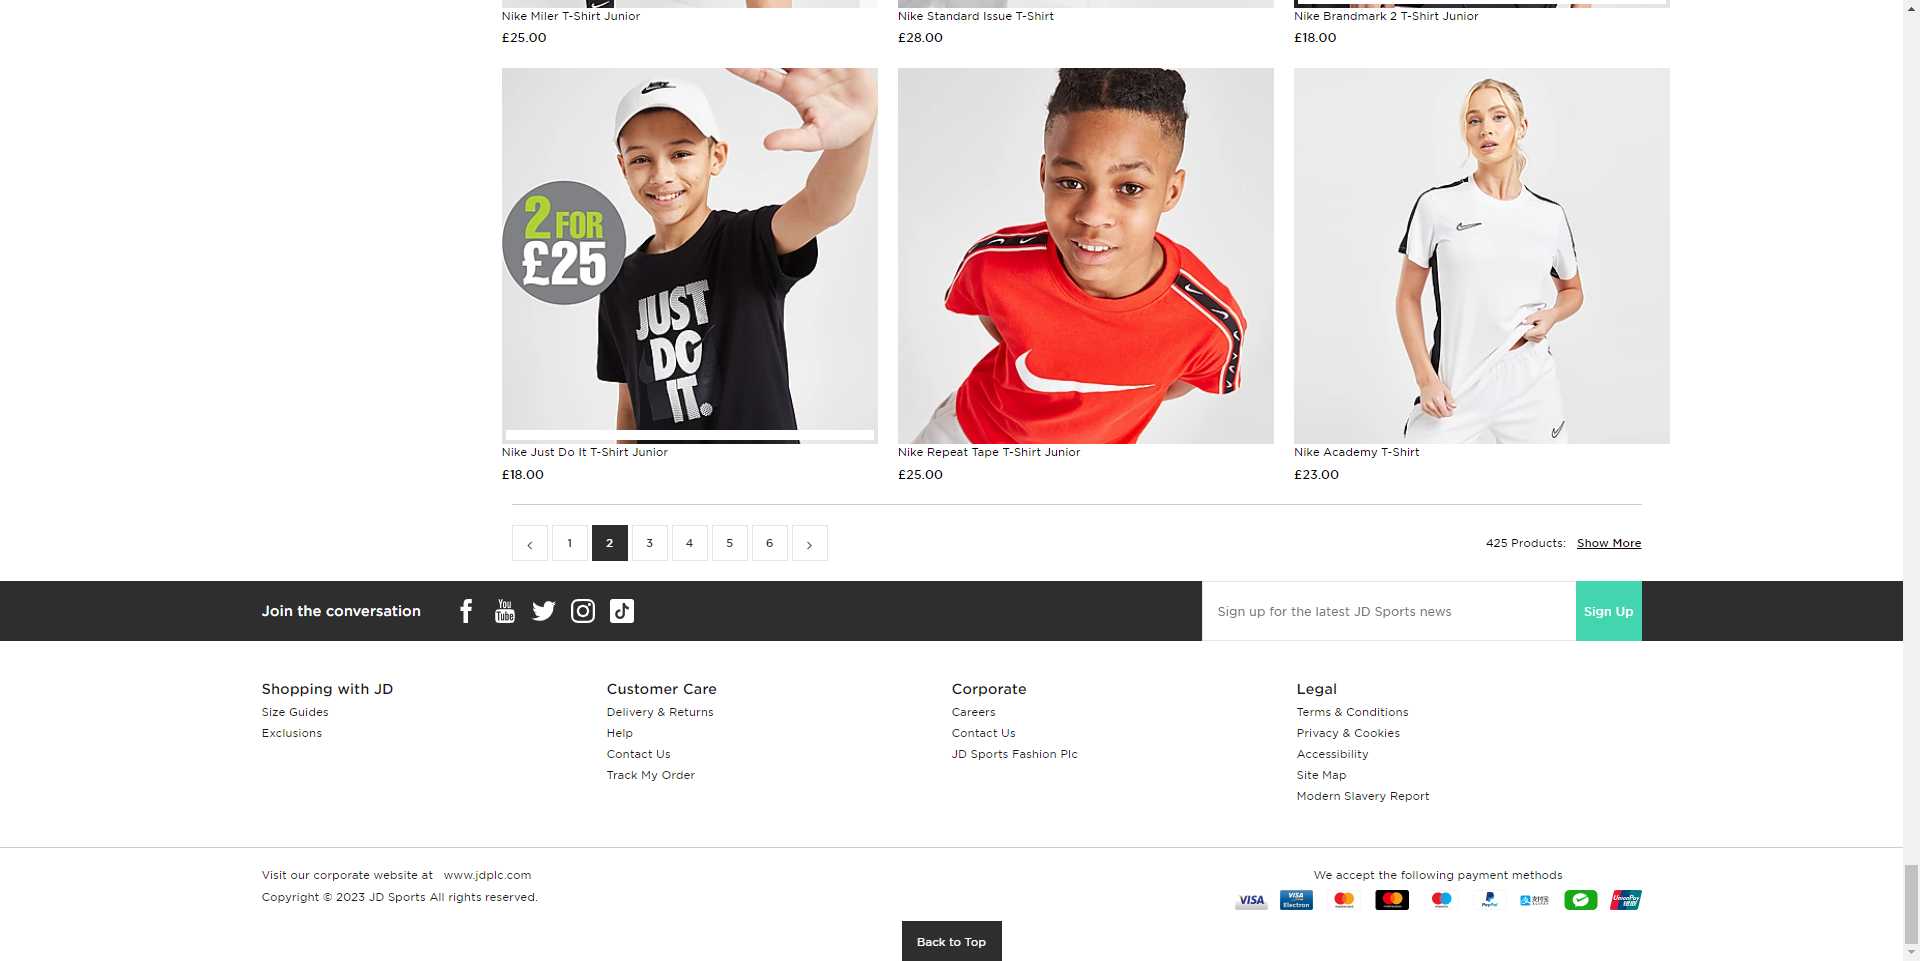 Nike Miler T-Shirt Junior
£25.00
Nike Standard Issue T-Shirt
£28.00
Nike Brandmark 2 T-Shirt Junior
£18.00
2 FOR
£25
JUST
DO
IT.
Nike Just Do It T-Shirt Junior
£18.00
Nike Repeat Tape T-Shirt Junior
£25.00
Nike Academy T-Shirt
£23.00
1 2 3 4 5 6
425 Products: Show More
Join the conversation
You
Tube
Sign up for the latest JD Sports news
Sign Up
Shopping with JD
Size Guides
Exclusions
Customer Care
Delivery & Returns
Help
Contact Us
Track My Order
Corporate
Careers
Contact Us
JD Sports Fashion Plc
Legal
Terms & Conditions
Privacy & Cookies
Accessibility
Site Map
Modern Slavery Report
Visit our corporate website at www.jdplc.com
Copyright © 2023 JD Sports All rights reserved.
We accept the following payment methods
VISA
VISA
Electron
PayPal
支付宝
UnionPay
银联
Back to Top